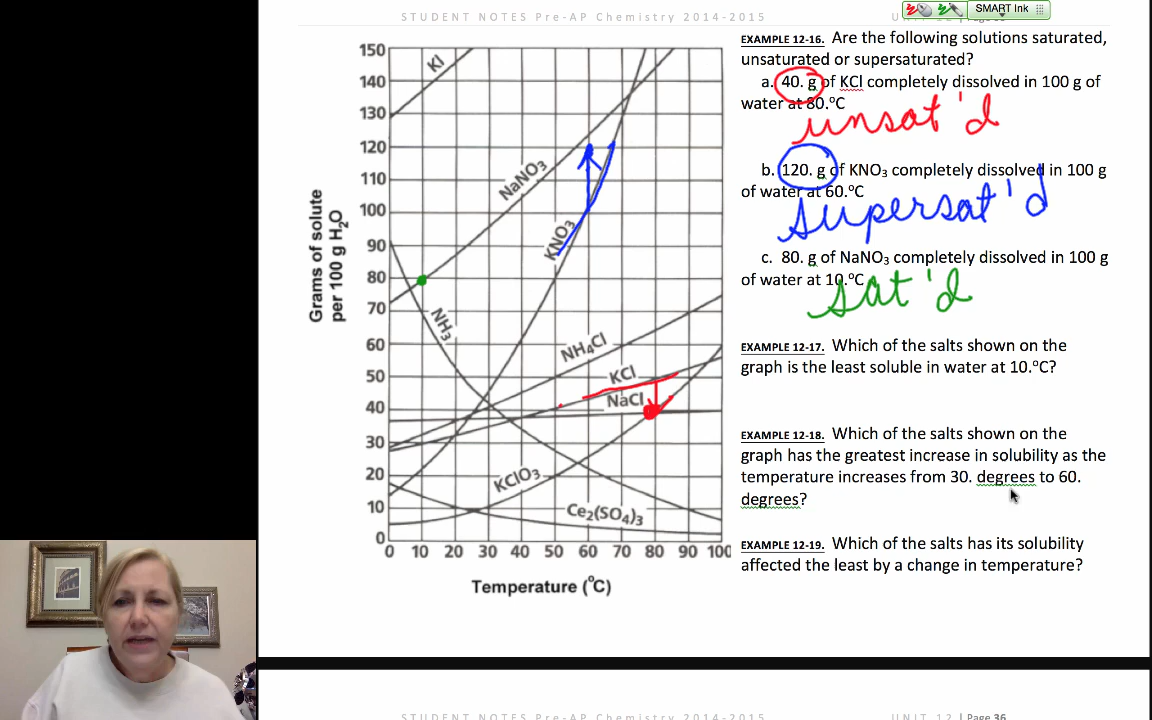 STUDENT NOTES Pre-AP Chemistry 2014-2015
SMART Ink
EXAMPLE 12-16. Are the following solutions saturated,
unsaturated or supersaturated?
a. 40. g of KCl completely dissolved in 100 g of
water at 80.°C
unsat'd
b. 120. g of KNO₃ completely dissolved in 100 g
of water at 60.°C
supersat'd
c. 80. g of NaNO₃ completely dissolved in 100 g
of water at 10.°C
sat'd
EXAMPLE 12-17. Which of the salts shown on the
graph is the least soluble in water at 10.°C?
EXAMPLE 12-18. Which of the salts shown on the
graph has the greatest increase in solubility as the
temperature increases from 30. degrees to 60.
degrees?
EXAMPLE 12-19. Which of the salts has its solubility
affected the least by a change in temperature?
Grams of solute
per 100 g H₂O
150
140
130
120
110
100
90
80
70
60
50
40
30
20
10
0
KI
NaNO₃
KNO₃
NH₃
NH₄Cl
KCl
NaCl
KClO₃
Ce₂(SO₄)₃
0 10 20 30 40 50 60 70 80 90 100
Temperature (°C)
STUDENT NOTES Pre-AP Chemistry 2014-2015
UNIT 12 | Page 36